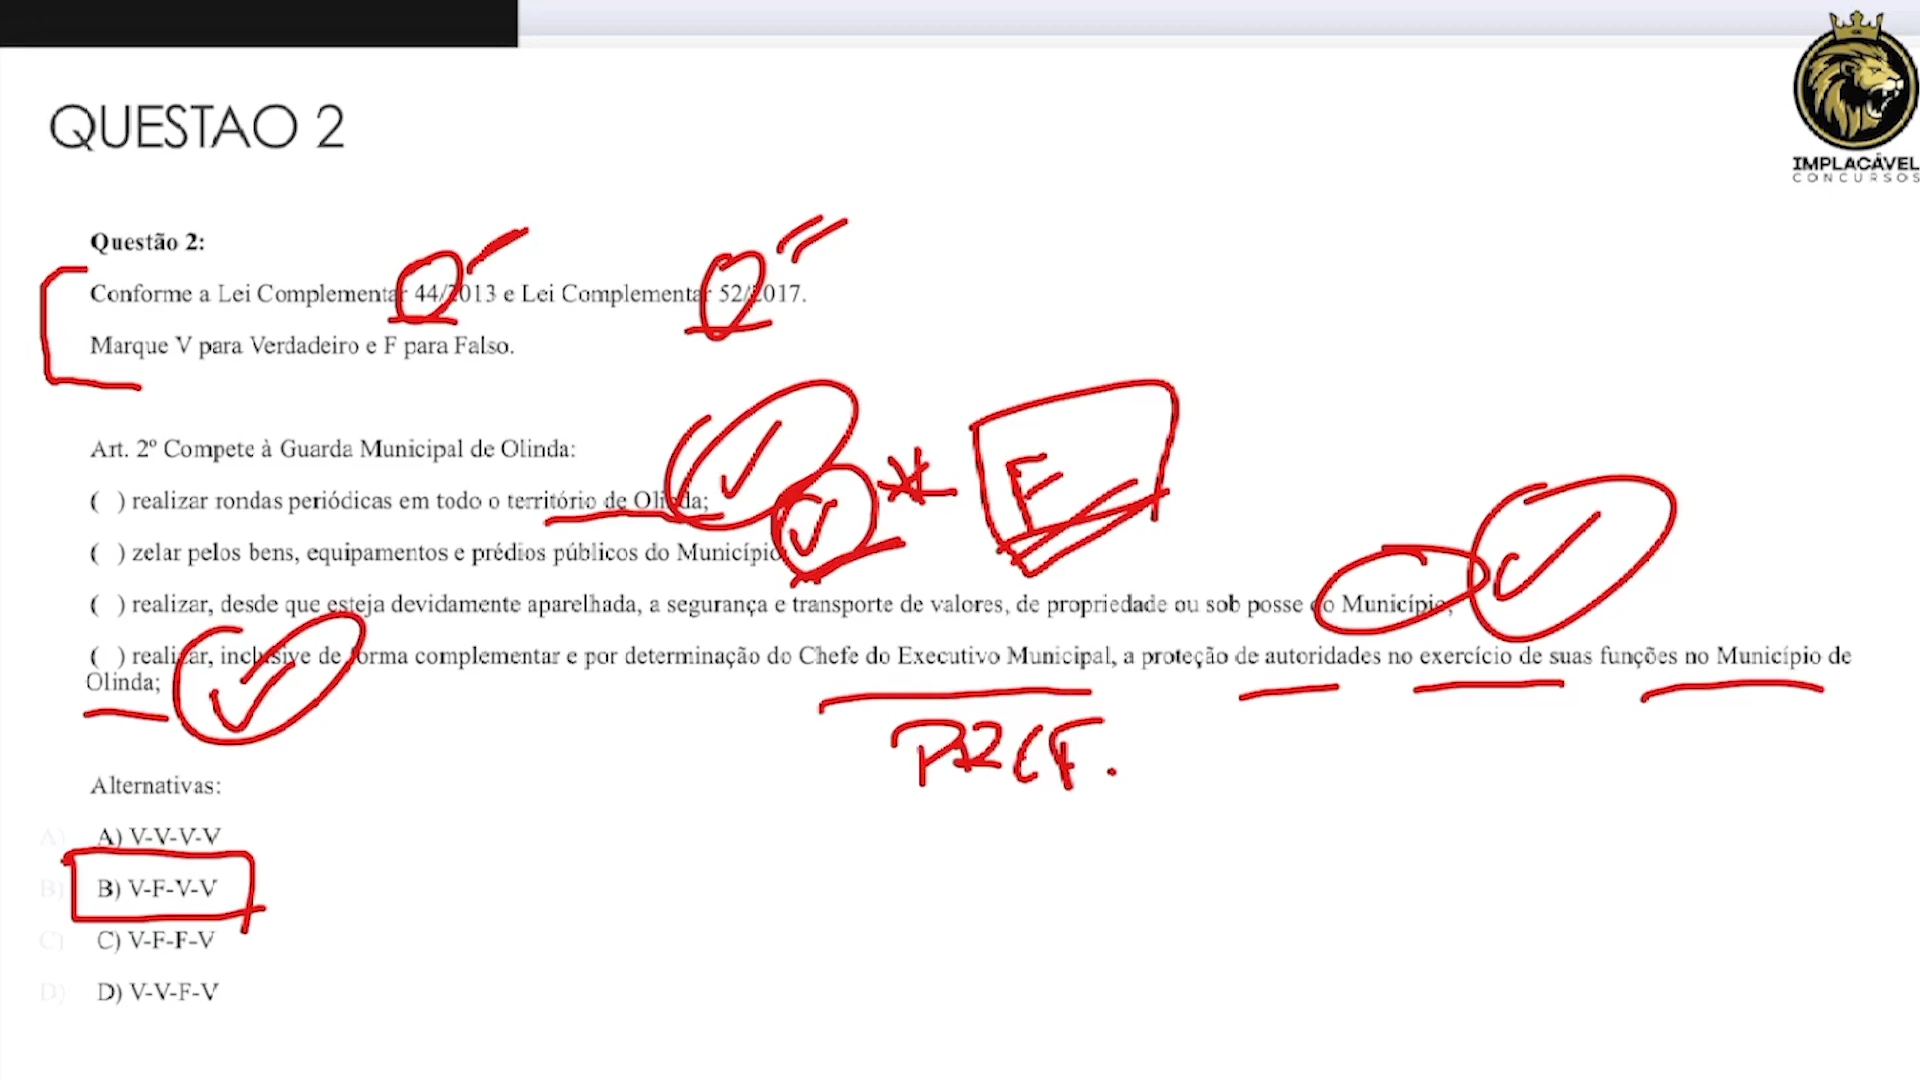 IMPLACÁVEL
CONCURSOS
QUESTAO 2
Questão 2:
Conforme a Lei Complementar 44/2013 e Lei Complementar 52/2017.
Marque V para Verdadeiro e F para Falso.
Art. 2º Compete à Guarda Municipal de Olinda:
( ) realizar rondas periódicas em todo o território de Olinda;
F
( ) zelar pelos bens, equipamentos e prédios públicos do Município
( ) realizar, desde que esteja devidamente aparelhada, a segurança e transporte de valores, de propriedade ou sob posse do Município;
( ) realizar, inclusive de forma complementar e por determinação do Chefe do Executivo Municipal, a proteção de autoridades no exercício de suas funções no Município de
Olinda;
PREF.
Alternativas:
A) A) V-V-V-V
B) B) V-F-V-V
C) C) V-F-F-V
D) D) V-V-F-V